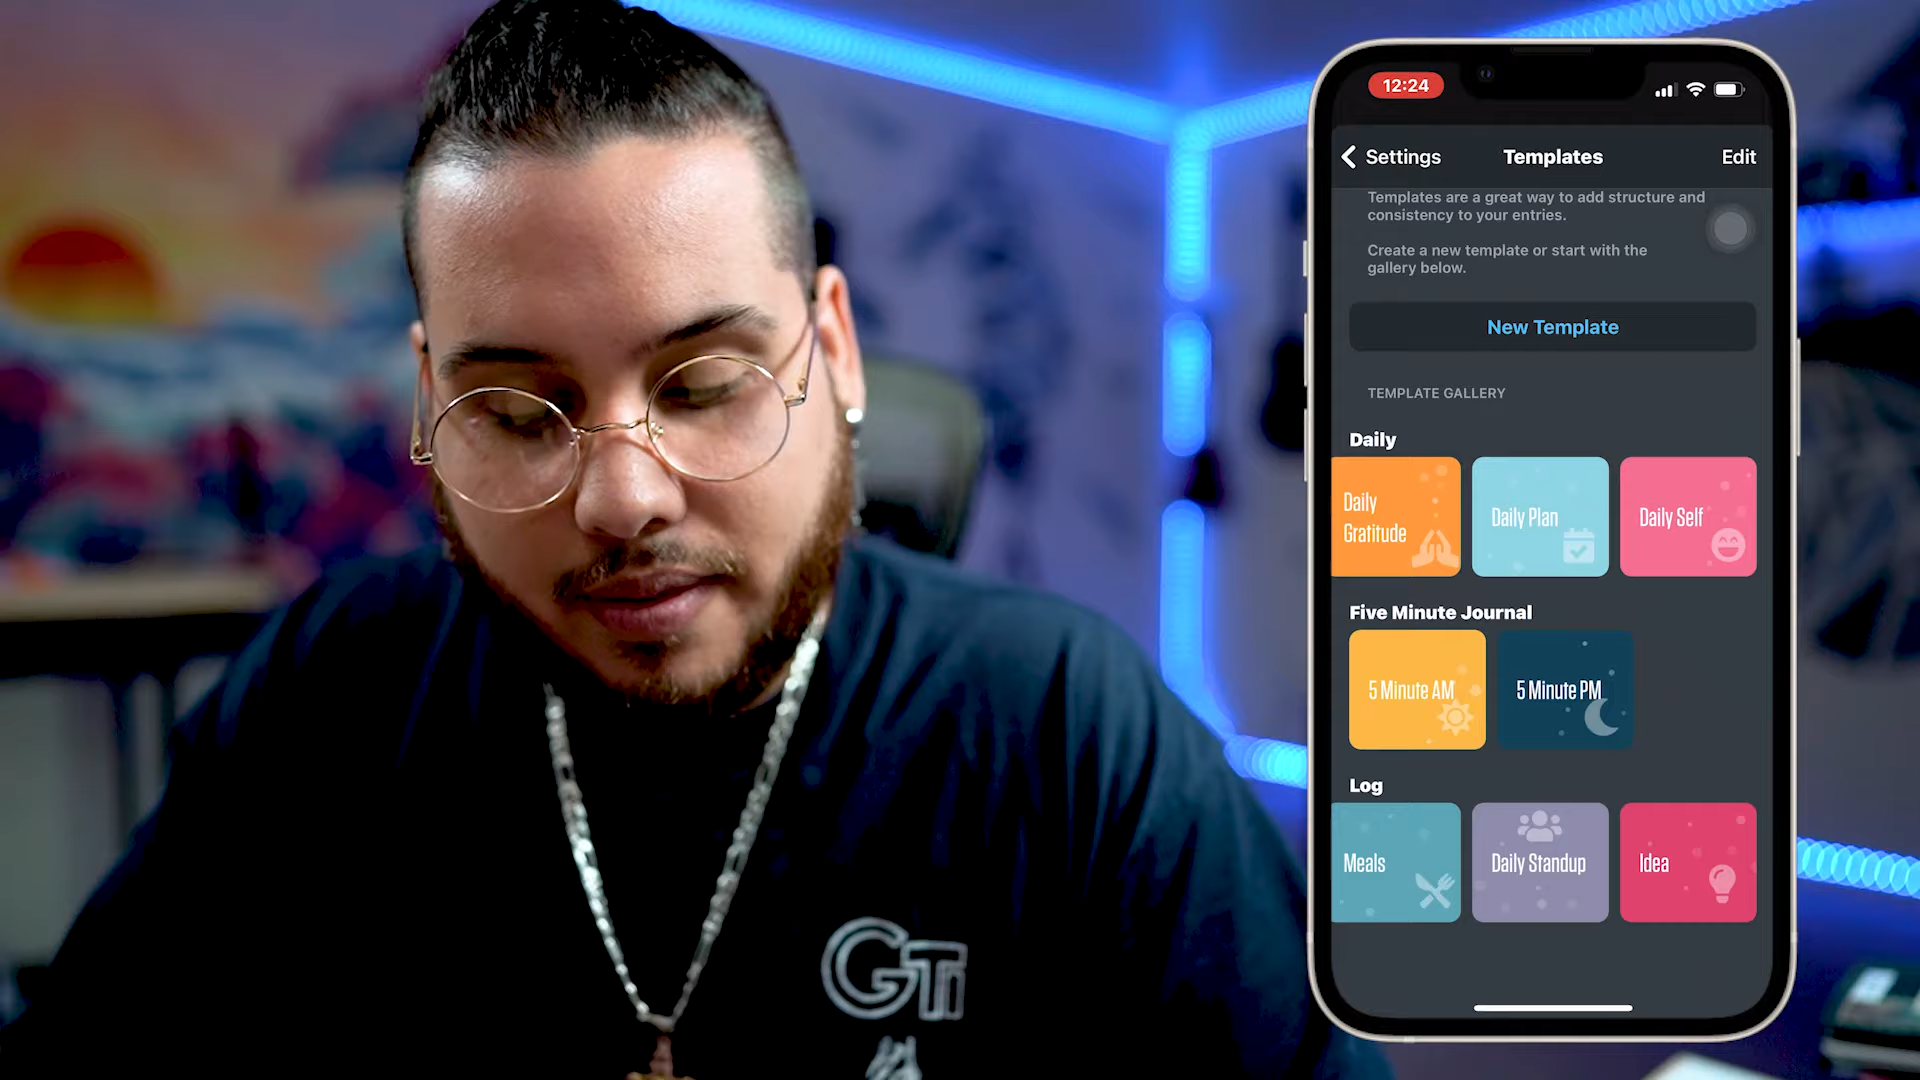 12:24
Settings
Templates
Edit
Templates are a great way to add structure and
consistency to your entries.
Create a new template or start with the
gallery below.
New Template
TEMPLATE GALLERY
Daily
Daily
Gratitude
Daily Plan
Daily Self
Five Minute Journal
5 Minute AM
5 Minute PM
Log
Meals
Daily Standup
Idea
GTi